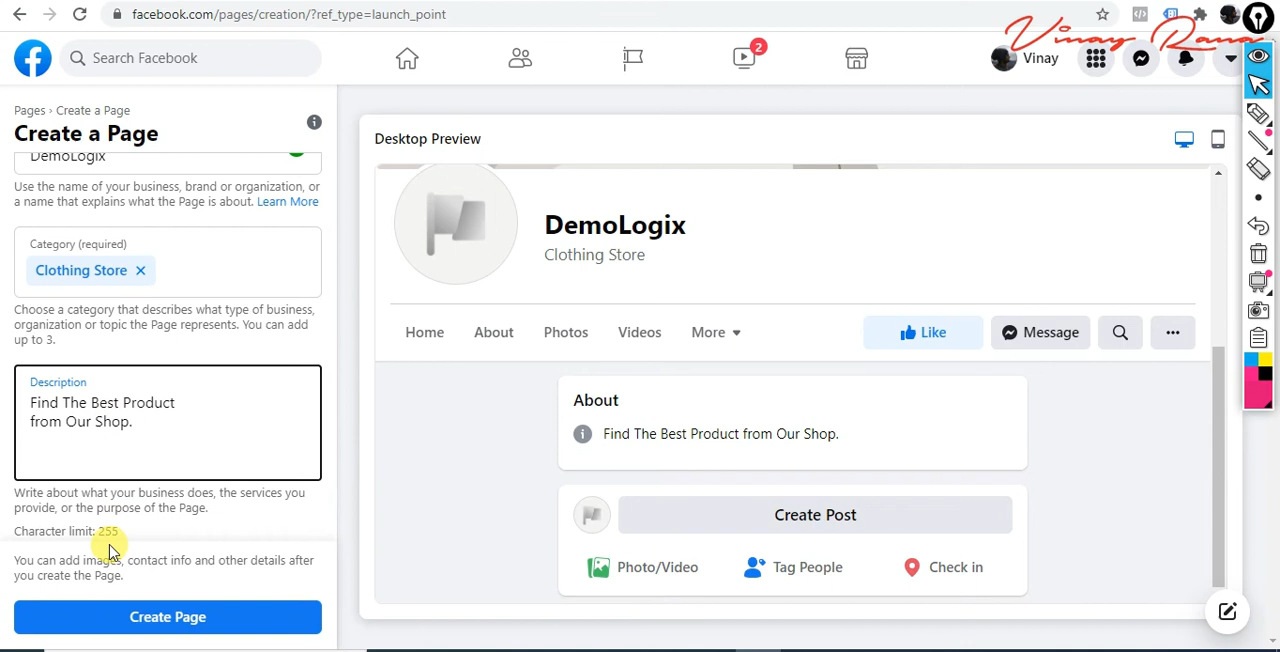 facebook.com/pages/creation/?ref_type=launch_point
Vinay Rana
Search Facebook
2
Vinay
Pages › Create a Page
Create a Page
DemoLogix
Use the name of your business, brand or organization, or
a name that explains what the Page is about. Learn More
Category (required)
Clothing Store ×
Choose a category that describes what type of business,
organization or topic the Page represents. You can add
up to 3.
Description
Find The Best Product
from Our Shop.
Write about what your business does, the services you
provide, or the purpose of the Page.
Character limit: 255
You can add images, contact info and other details after
you create the Page.
Create Page
Desktop Preview
DemoLogix
Clothing Store
Home About Photos Videos More
Like Message
About
Find The Best Product from Our Shop.
Create Post
Photo/Video Tag People Check in